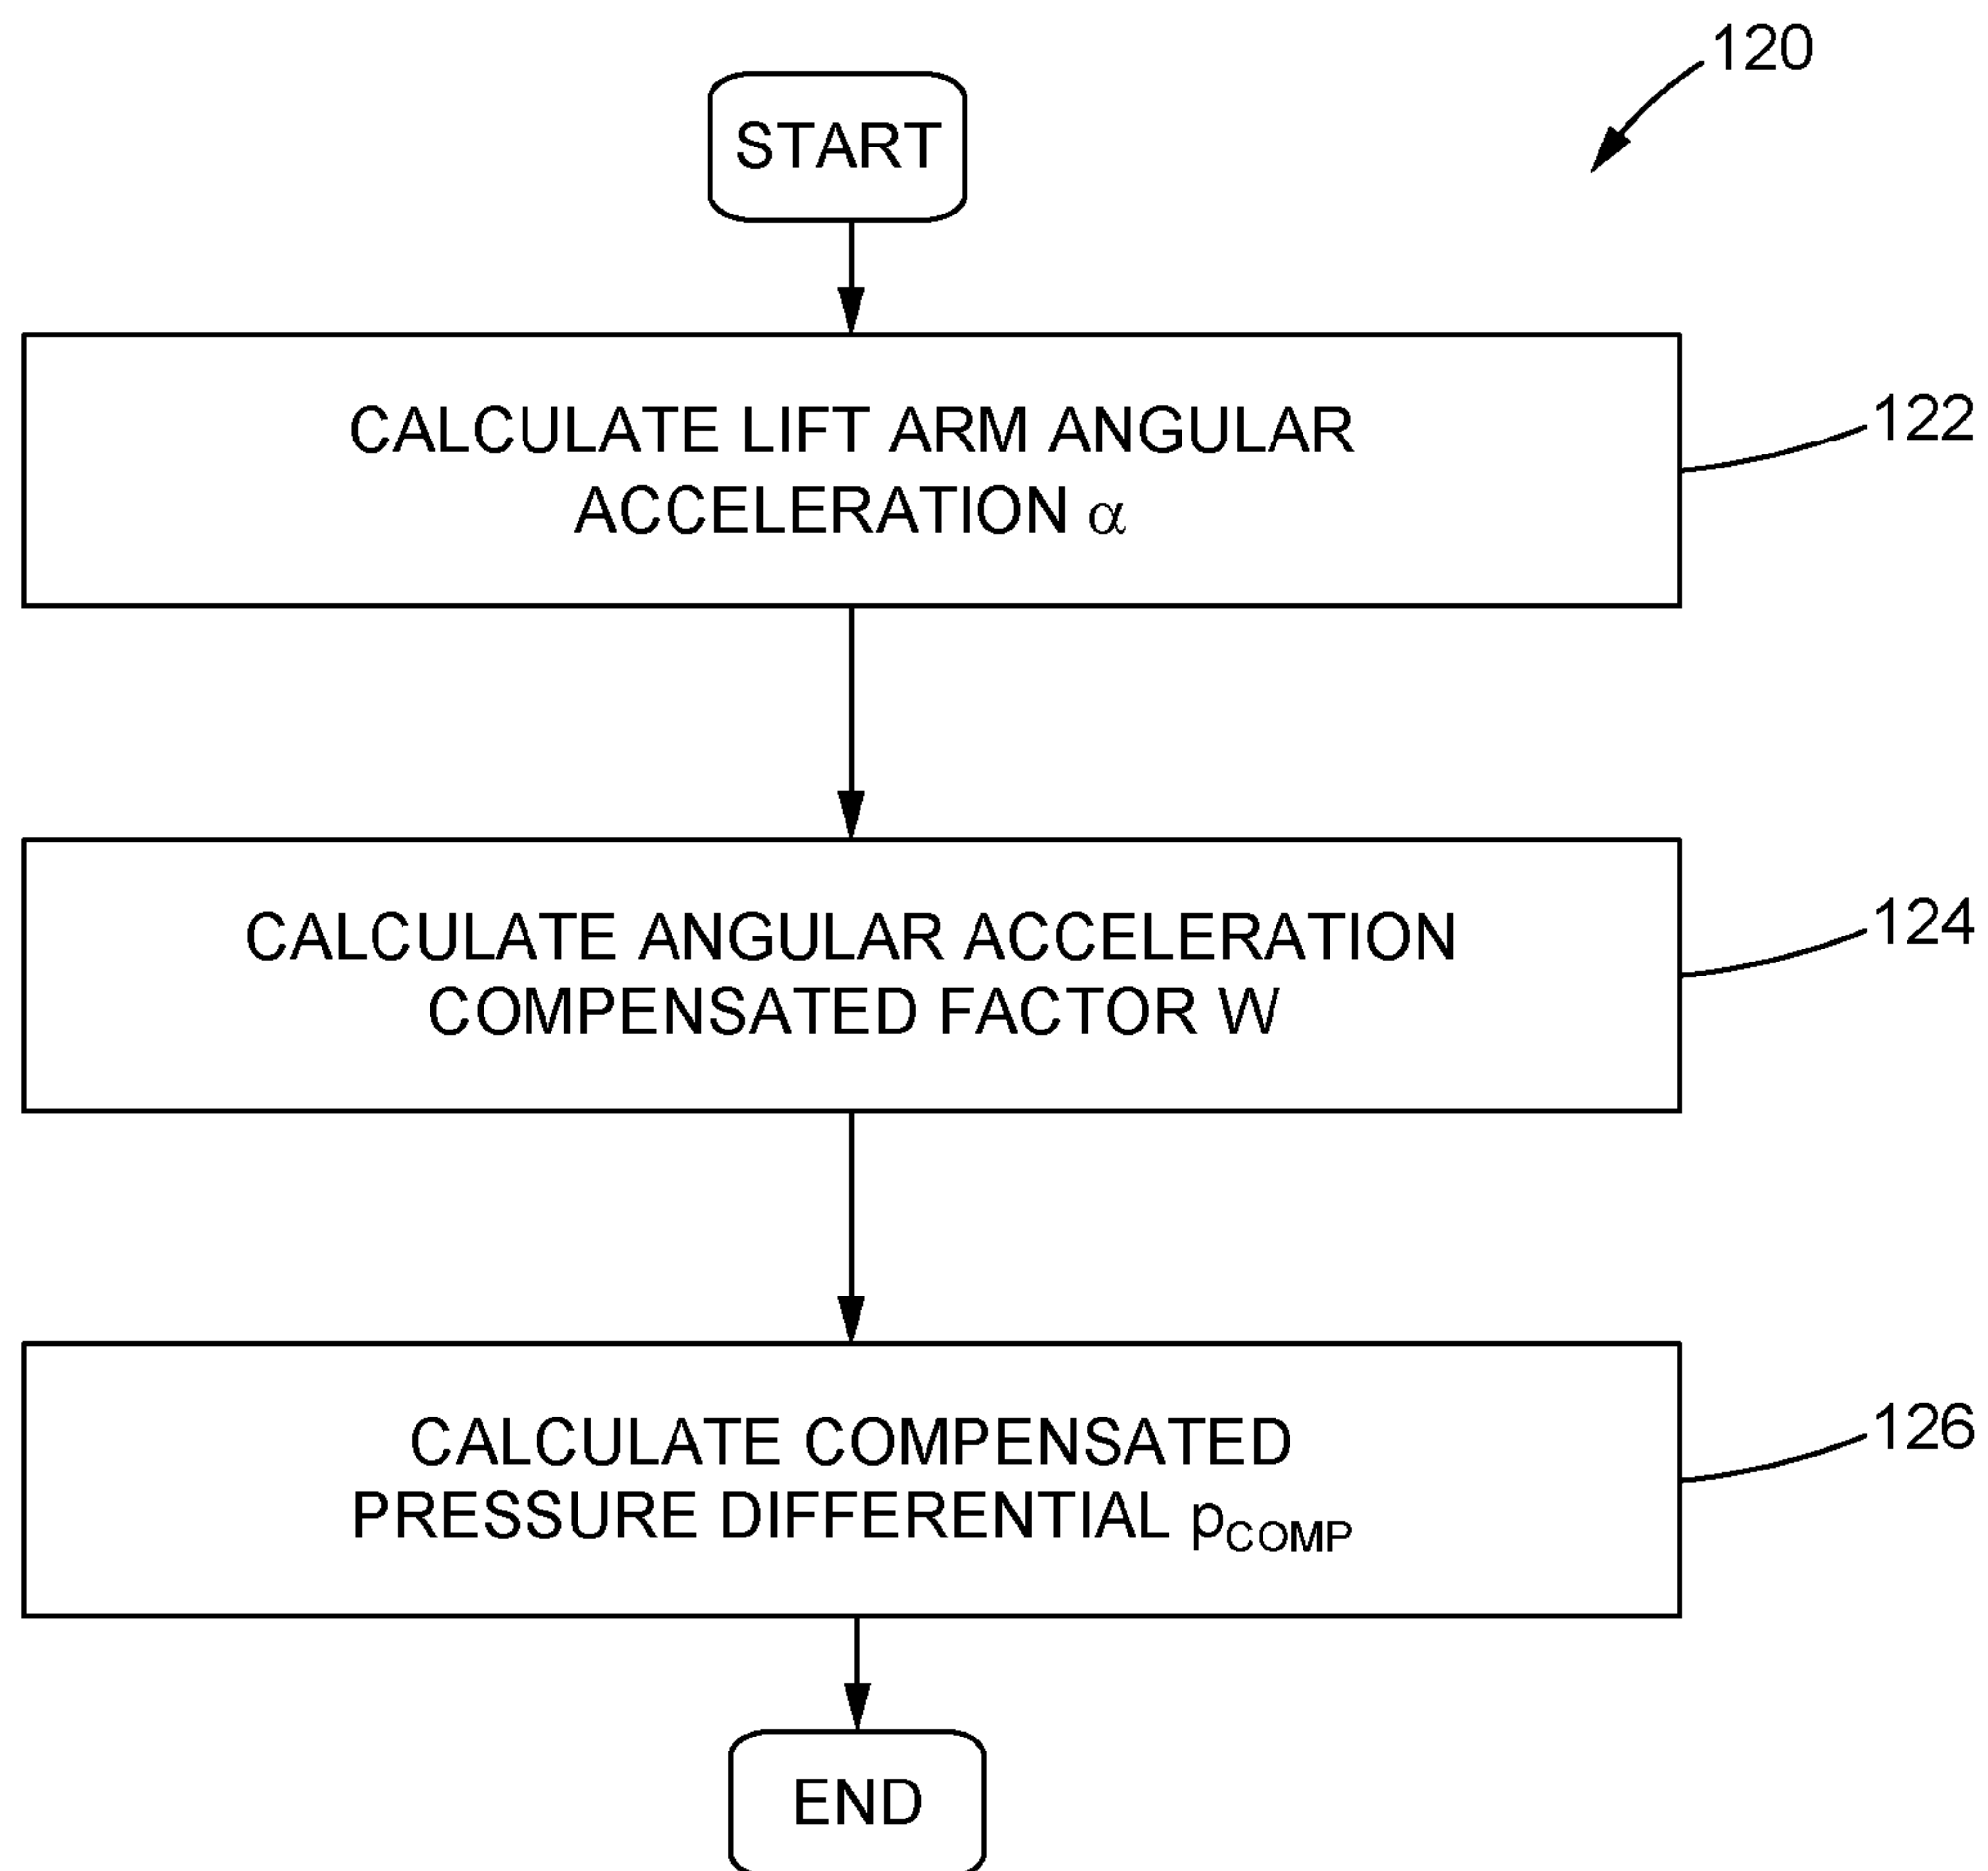 120
START
CALCULATE LIFT ARM ANGULAR
ACCELERATION α
122
CALCULATE ANGULAR ACCELERATION
COMPENSATED FACTOR W
124
CALCULATE COMPENSATED
PRESSURE DIFFERENTIAL pCOMP
126
END